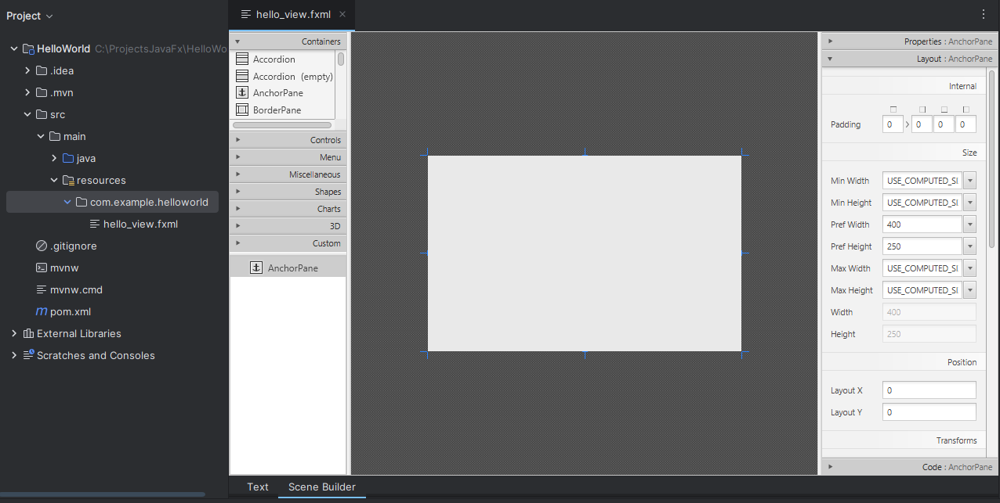 Project
hello_view.fxml
HelloWorld C:\ProjectsJavaFx\HelloWo
.idea
.mvn
src
main
java
resources
com.example.helloworld
hello_view.fxml
.gitignore
mvnw
mvnw.cmd
pom.xml
External Libraries
Scratches and Consoles
Containers
Accordion
Accordion (empty)
AnchorPane
BorderPane
Controls
Menu
Miscellaneous
Shapes
Charts
3D
Custom
AnchorPane
Properties : AnchorPane
Layout : AnchorPane
Internal
Padding 0 0 0 0
Size
Min Width USE_COMPUTED_SI
Min Height USE_COMPUTED_SI
Pref Width 400
Pref Height 250
Max Width USE_COMPUTED_SI
Max Height USE_COMPUTED_SI
Width 400
Height 250
Position
Layout X 0
Layout Y 0
Transforms
Code : AnchorPane
Text Scene Builder